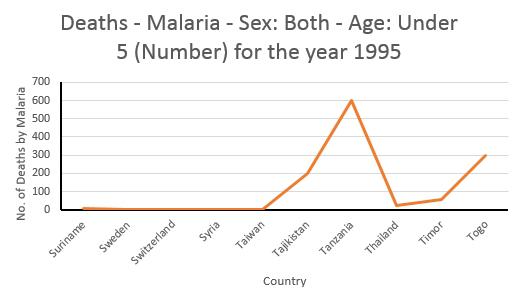 Deaths - Malaria - Sex: Both - Age: Under
5 (Number) for the year 1995
No. of Deaths by Malaria
700
600
500
400
300
200
100
0
Suriname
Sweden
Switzerland
Syria
Taiwan
Tajikistan
Tanzania
Thailand
Timor
Togo
Country